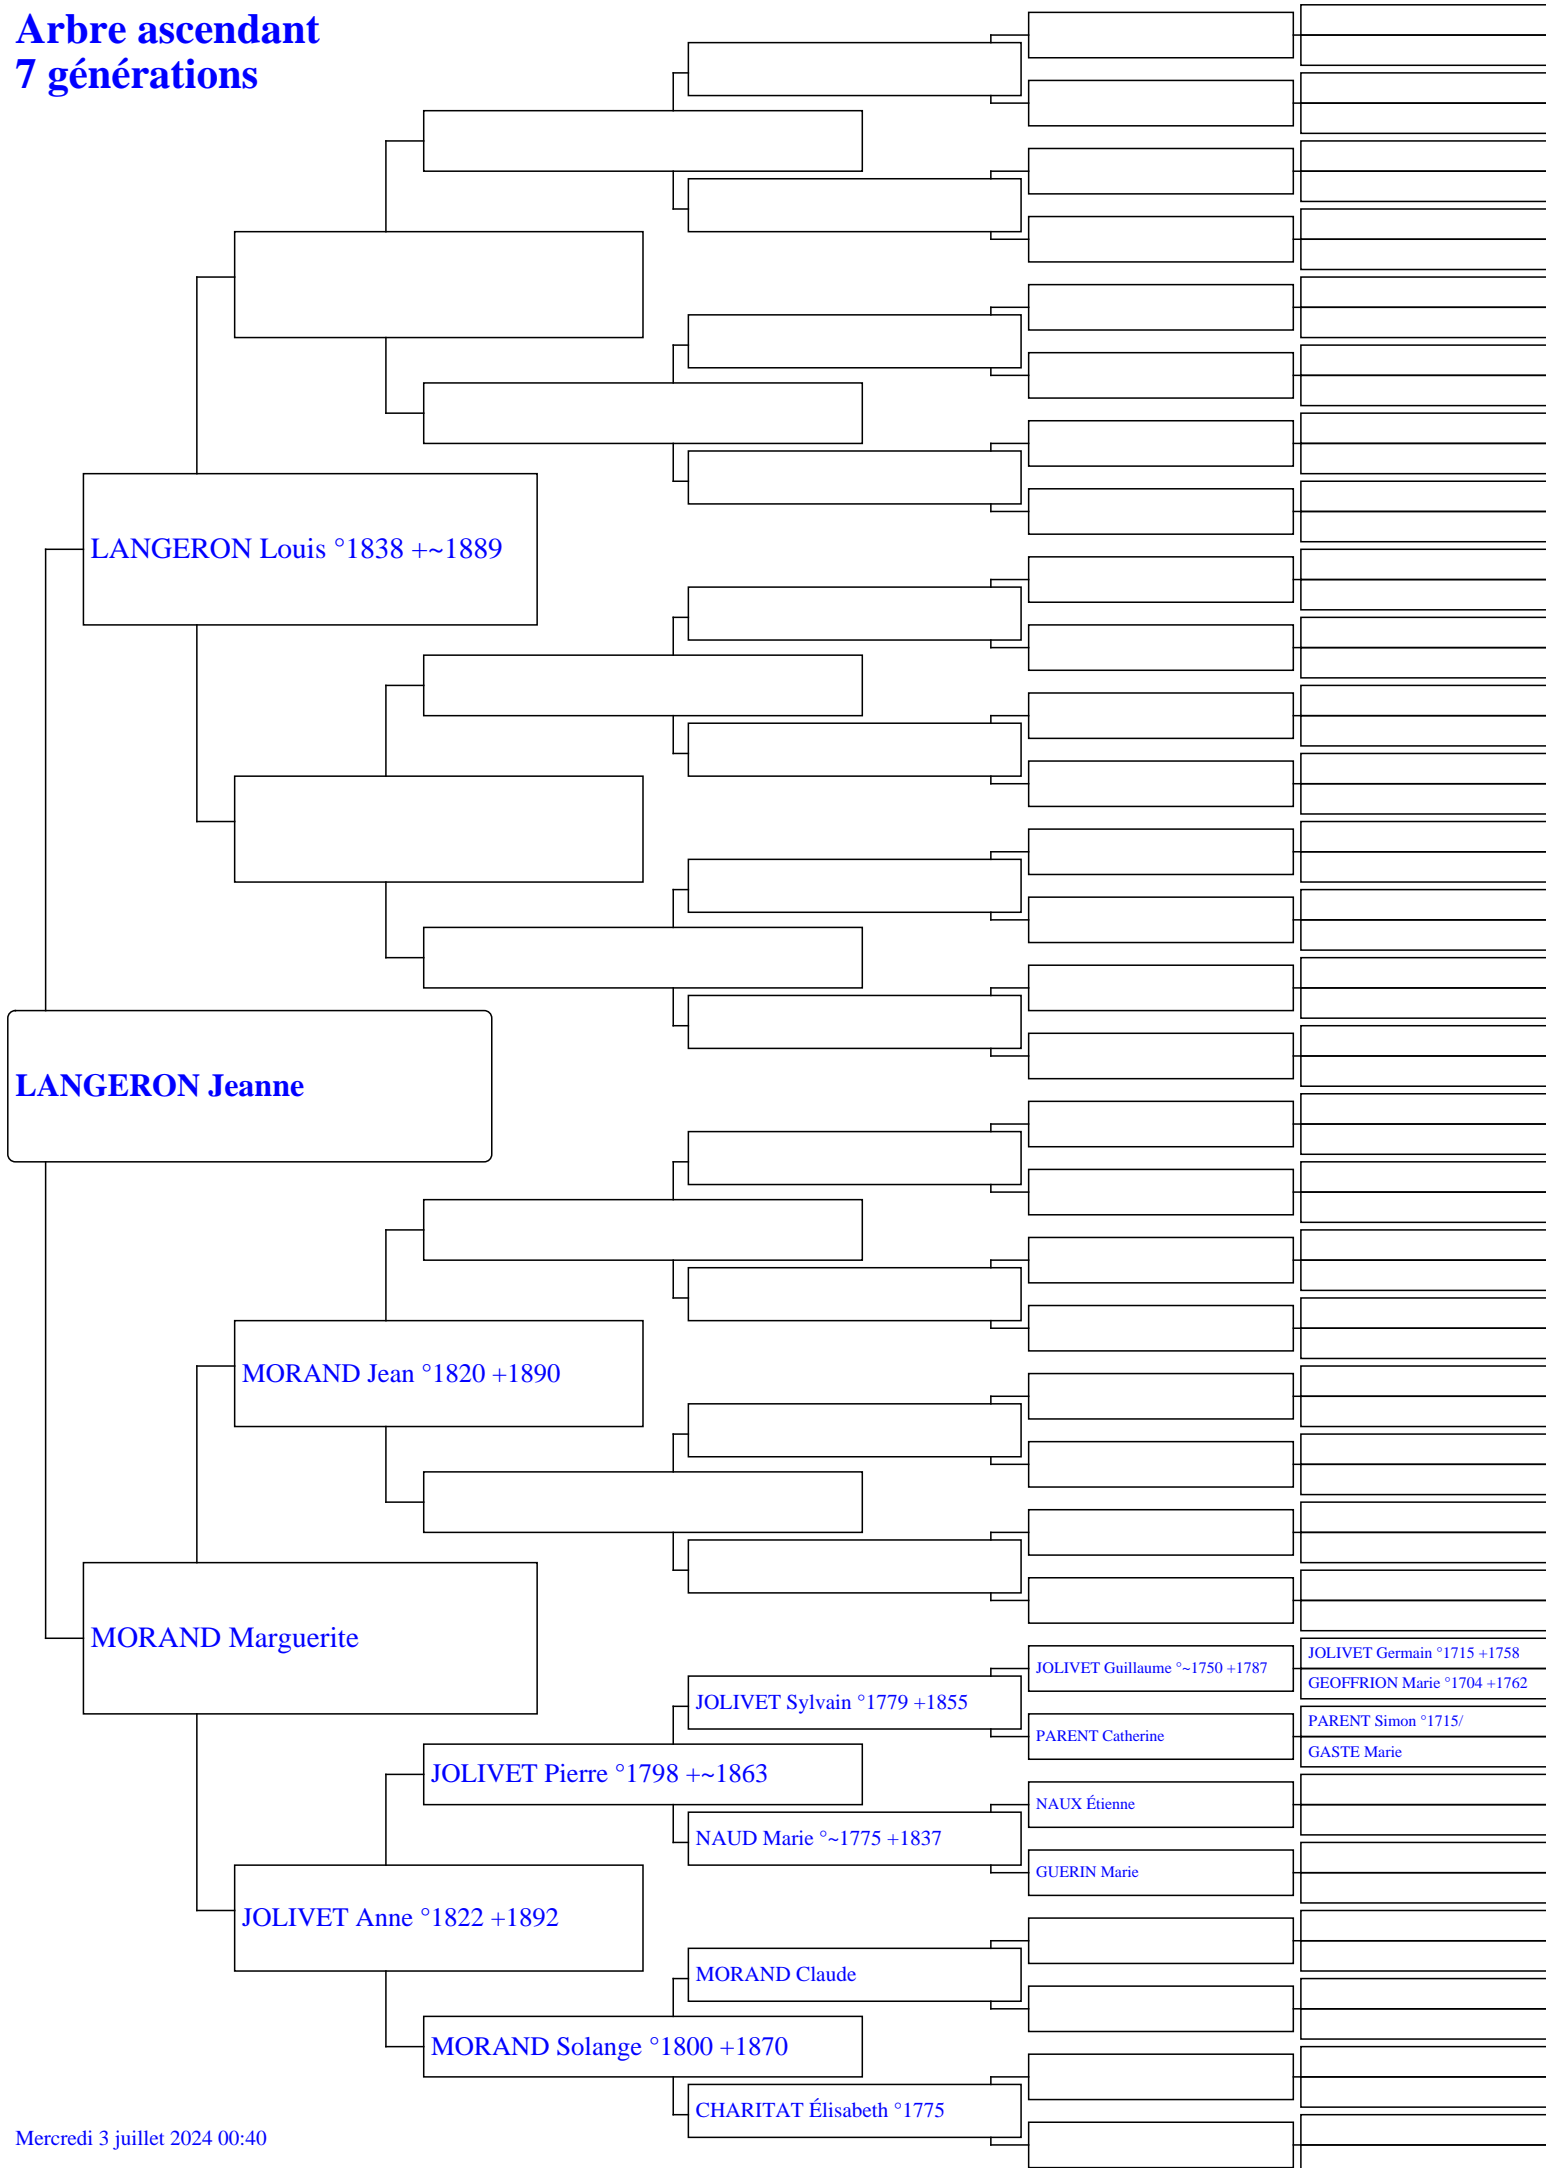 Arbre ascendant
7 générations
LANGERON Louis °1838 +~1889
LANGERON Jeanne
MORAND Jean °1820 +1890
MORAND Marguerite
JOLIVET Guillaume °~1750 +1787
JOLIVET Germain °1715 +1758
GEOFFRION Marie °1704 +1762
JOLIVET Sylvain °1779 +1855
PARENT Catherine
PARENT Simon °1715/
GASTE Marie
JOLIVET Pierre °1798 +~1863
NAUX Étienne
NAUD Marie °~1775 +1837
GUERIN Marie
JOLIVET Anne °1822 +1892
MORAND Claude
MORAND Solange °1800 +1870
CHARITAT Élisabeth °1775
Mercredi 3 juillet 2024 00:40